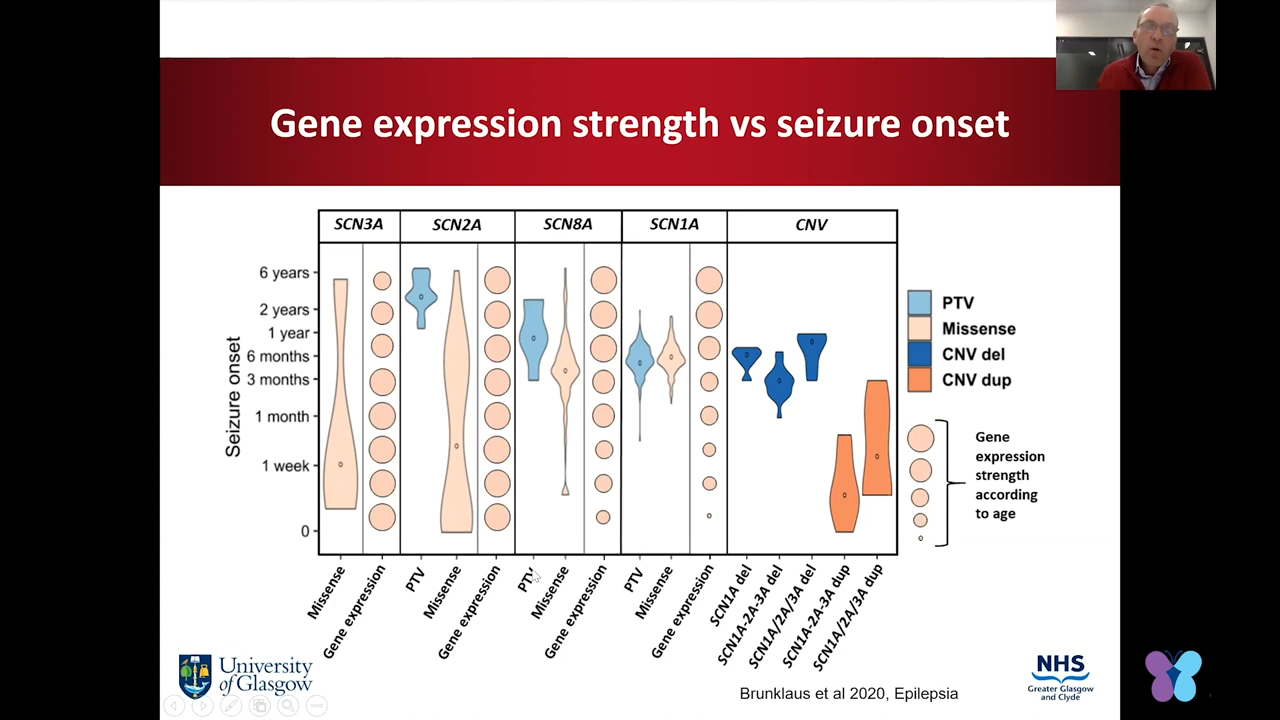 Gene expression strength vs seizure onset
SCN3A
SCN2A
SCN8A
SCN1A
CNV
Seizure onset
6 years
2 years
1 year
6 months
3 months
1 month
1 week
0
Missense
Gene expression
PTV
Missense
Gene expression
PTV
Missense
Gene expression
PTV
Missense
Gene expression
SCN1A del
SCN1A-2A-3A del
SCN1A/2A/3A del
SCN1A-2A-3A dup
SCN1A/2A/3A dup
PTV
Missense
CNV del
CNV dup
Gene
expression
strength
according
to age
University
of Glasgow
Brunklaus et al 2020, Epilepsia
NHS
Greater Glasgow
and Clyde